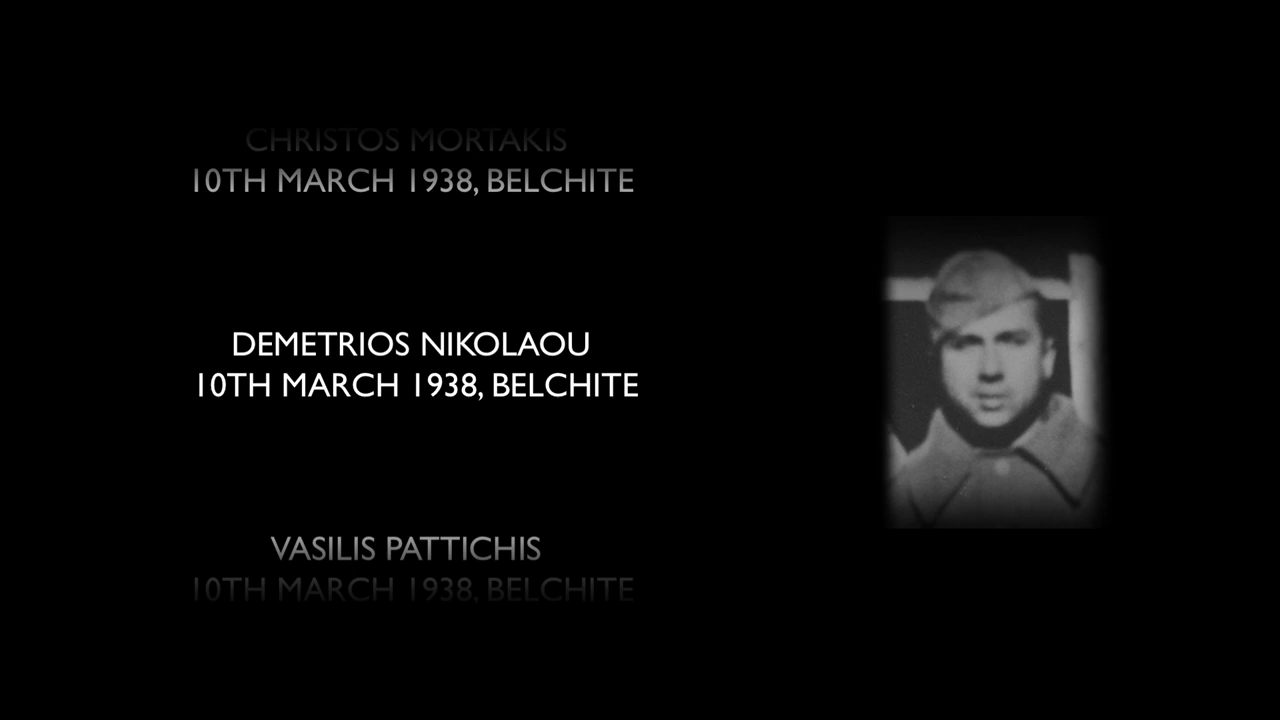 CHRISTOS MORTAKIS
10TH MARCH 1938, BELCHITE
DEMETRIOS NIKOLAOU
10TH MARCH 1938, BELCHITE
VASILIS PATTICHIS
10TH MARCH 1938, BELCHITE